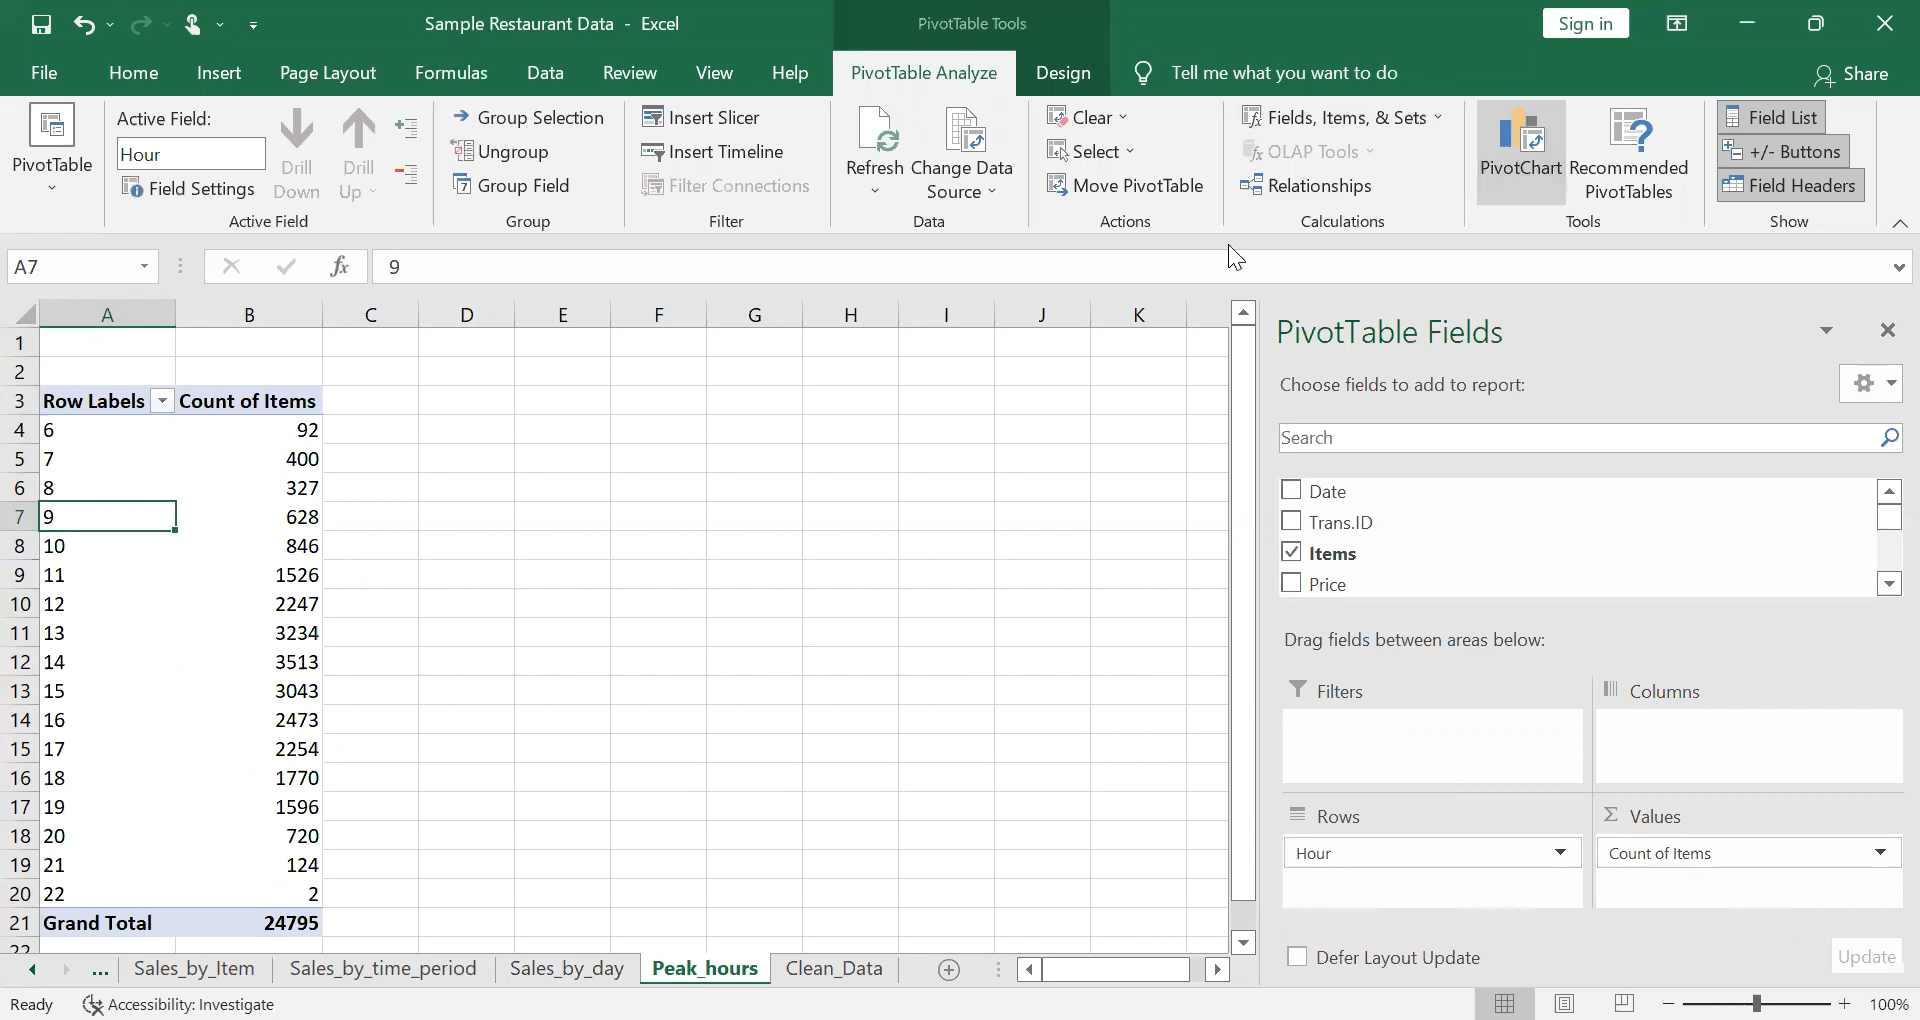 Sample Restaurant Data - Excel
PivotTable Tools
Sign in
File
Home
Insert
Page Layout
Formulas
Data
Review
View
Help
PivotTable Analyze
Design
Tell me what you want to do
Share
PivotTable
Active Field:
Hour
Field Settings
Drill
Down
Drill
Up
Active Field
Group Selection
Ungroup
Group Field
Group
Insert Slicer
Insert Timeline
Filter Connections
Filter
Refresh
Change Data
Source
Data
Clear
Select
Move PivotTable
Actions
Fields, Items, & Sets
OLAP Tools
Relationships
Calculations
PivotChart
Recommended
PivotTables
Tools
Field List
+/- Buttons
Field Headers
Show
A7
fx
9
A B C D E F G H I J K
1
2
3 Row Labels Count of Items
4 6 92
5 7 400
6 8 327
7 9 628
8 10 846
9 11 1526
10 12 2247
11 13 3234
12 14 3513
13 15 3043
14 16 2473
15 17 2254
16 18 1770
17 19 1596
18 20 720
19 21 124
20 22 2
21 Grand Total 24795
22
PivotTable Fields
Choose fields to add to report:
Search
Date
Trans.ID
Items
Price
Drag fields between areas below:
Filters
Columns
Rows
Σ Values
Hour
Count of Items
Defer Layout Update
Update
... Sales_by_Item Sales_by_time_period Sales_by_day Peak_hours Clean_Data
Ready
Accessibility: Investigate
100%